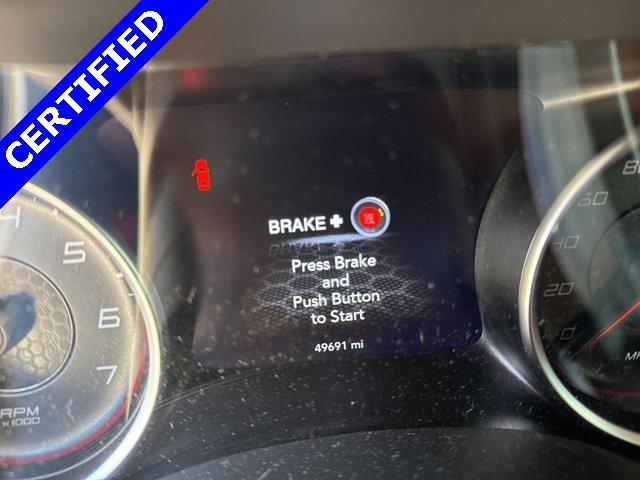 CERTIFIED
BRAKE +
Press Brake
and
Push Button
to Start
49691 mi
4
5
6
7
RPM
x1000
0
20
40
60